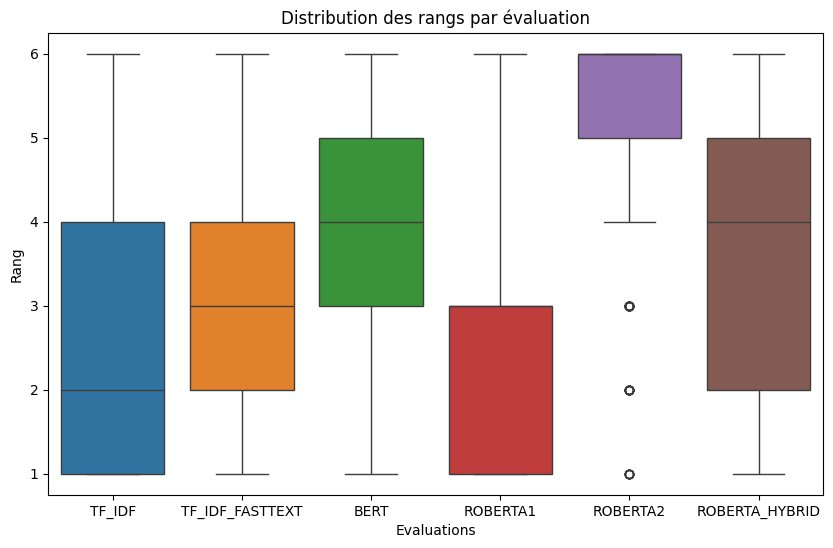 Distribution des rangs par évaluation
6
5
4
3
2
1
Rang
TF_IDF TF_IDF_FASTTEXT BERT ROBERTA1 ROBERTA2 ROBERTA_HYBRID
Evaluations